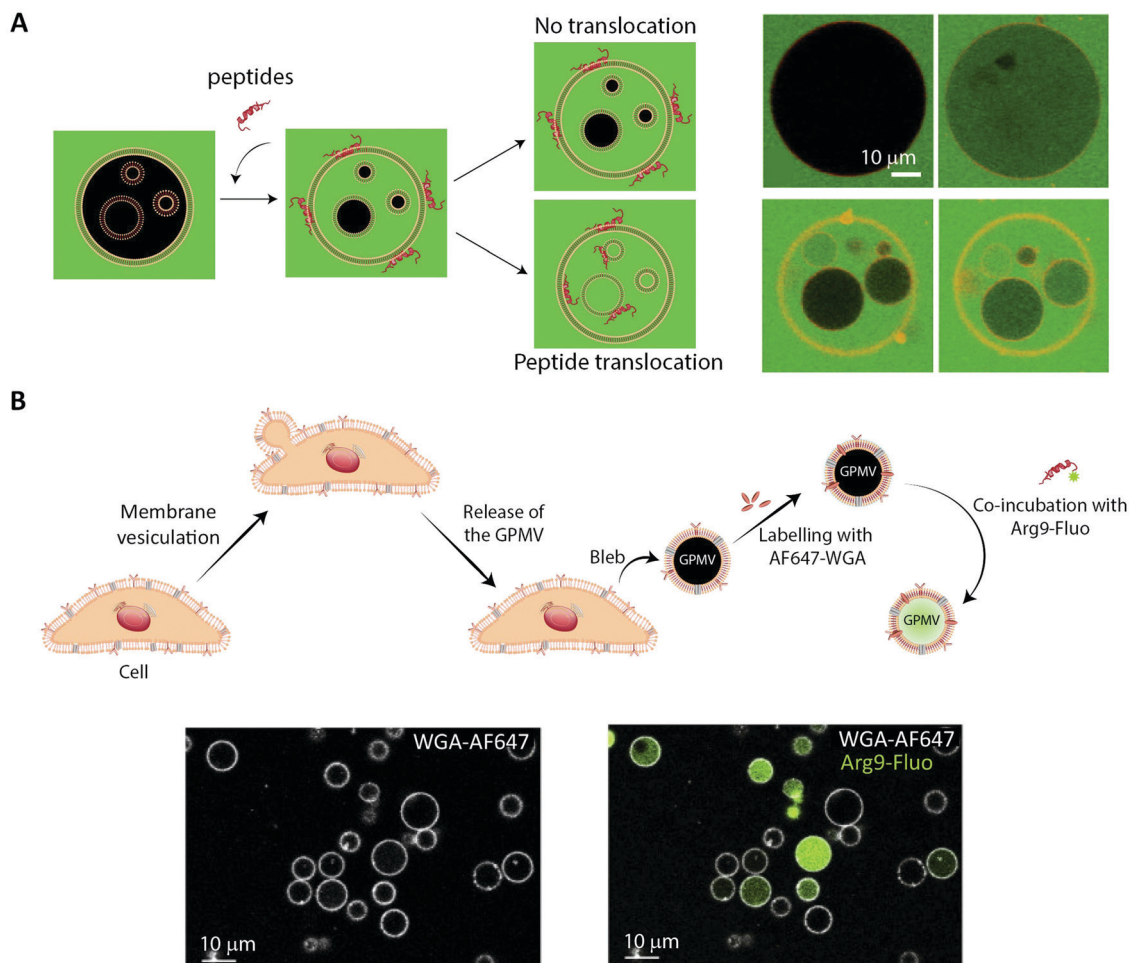 A
peptides
No translocation
Peptide translocation
10 μm
B
Membrane
vesiculation
Cell
Release of
the GPMV
Bleb
GPMV
Labelling with
AF647-WGA
GPMV
Co-incubation with
Arg9-Fluo
GPMV
WGA-AF647
10 μm
WGA-AF647
Arg9-Fluo
10 μm